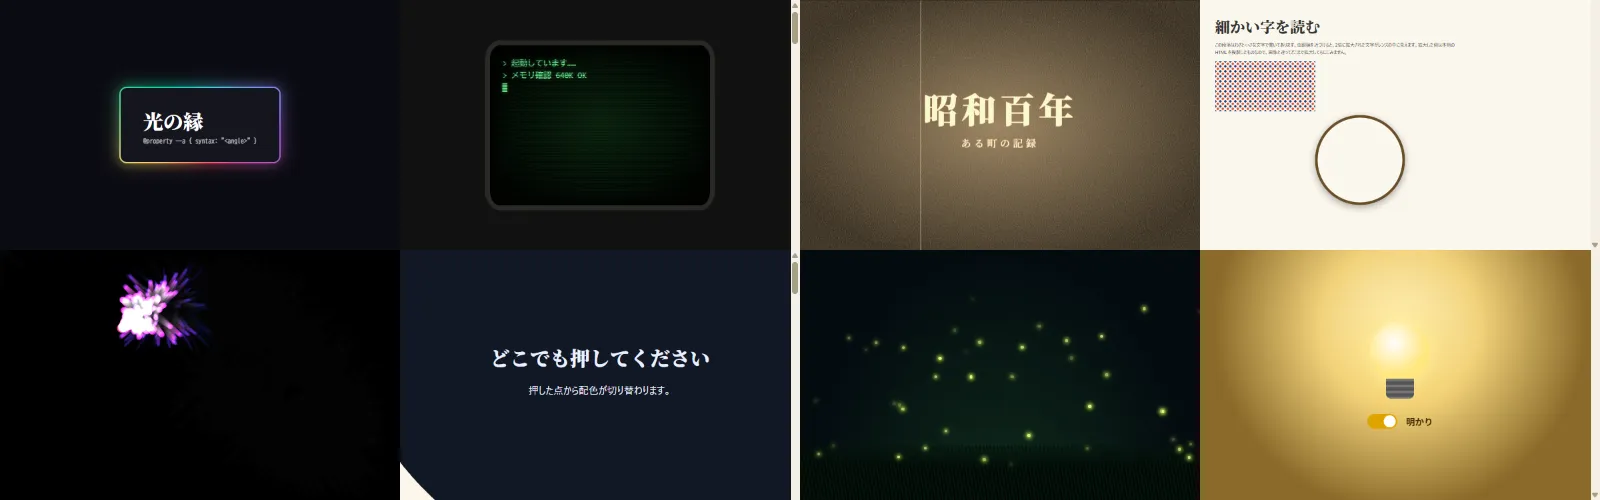 光の縁
@property --a { syntax: "<angle>" }
> 起動しています……
> メモリ確認 640K OK
昭和百年
ある町の記録
細かい字を読む
どこでも押してください
押した点から配色が切り替わります。
明かり